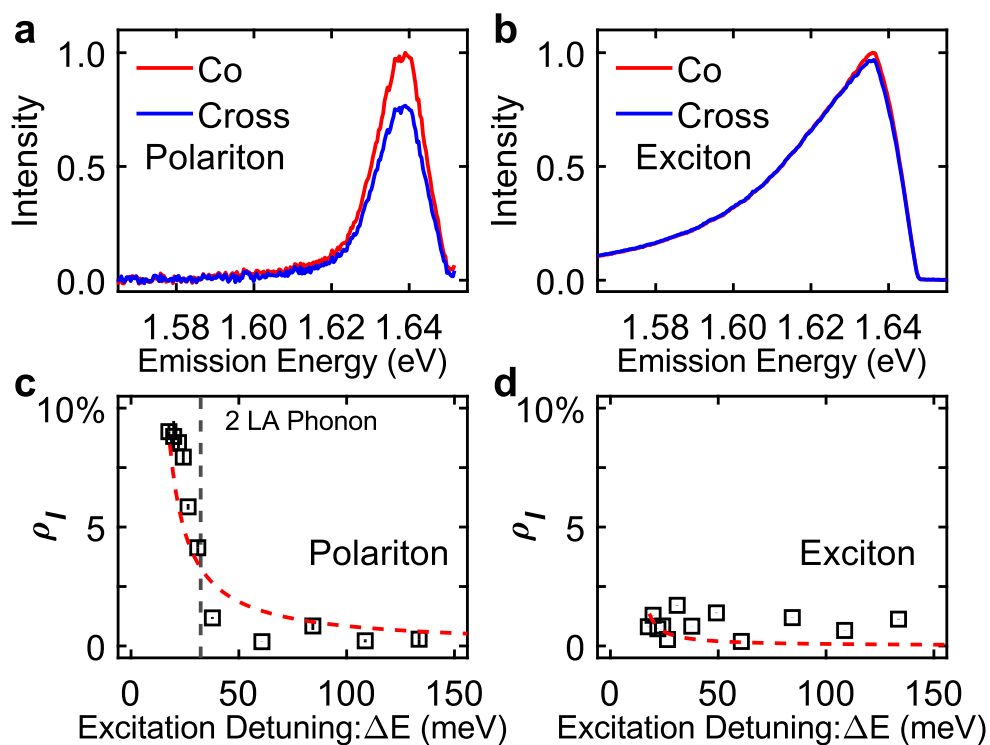 a
Intensity
1.0
0.5
0.0
Co
Cross
Polariton
1.58 1.60 1.62 1.64
Emission Energy (eV)
b
Intensity
1.0
0.5
0.0
Co
Cross
Exciton
1.58 1.60 1.62 1.64
Emission Energy (eV)
c
ρI
10%
5
0
2 LA Phonon
Polariton
0 50 100 150
Excitation Detuning:ΔE (meV)
d
ρI
10%
5
0
Exciton
0 50 100 150
Excitation Detuning:ΔE (meV)